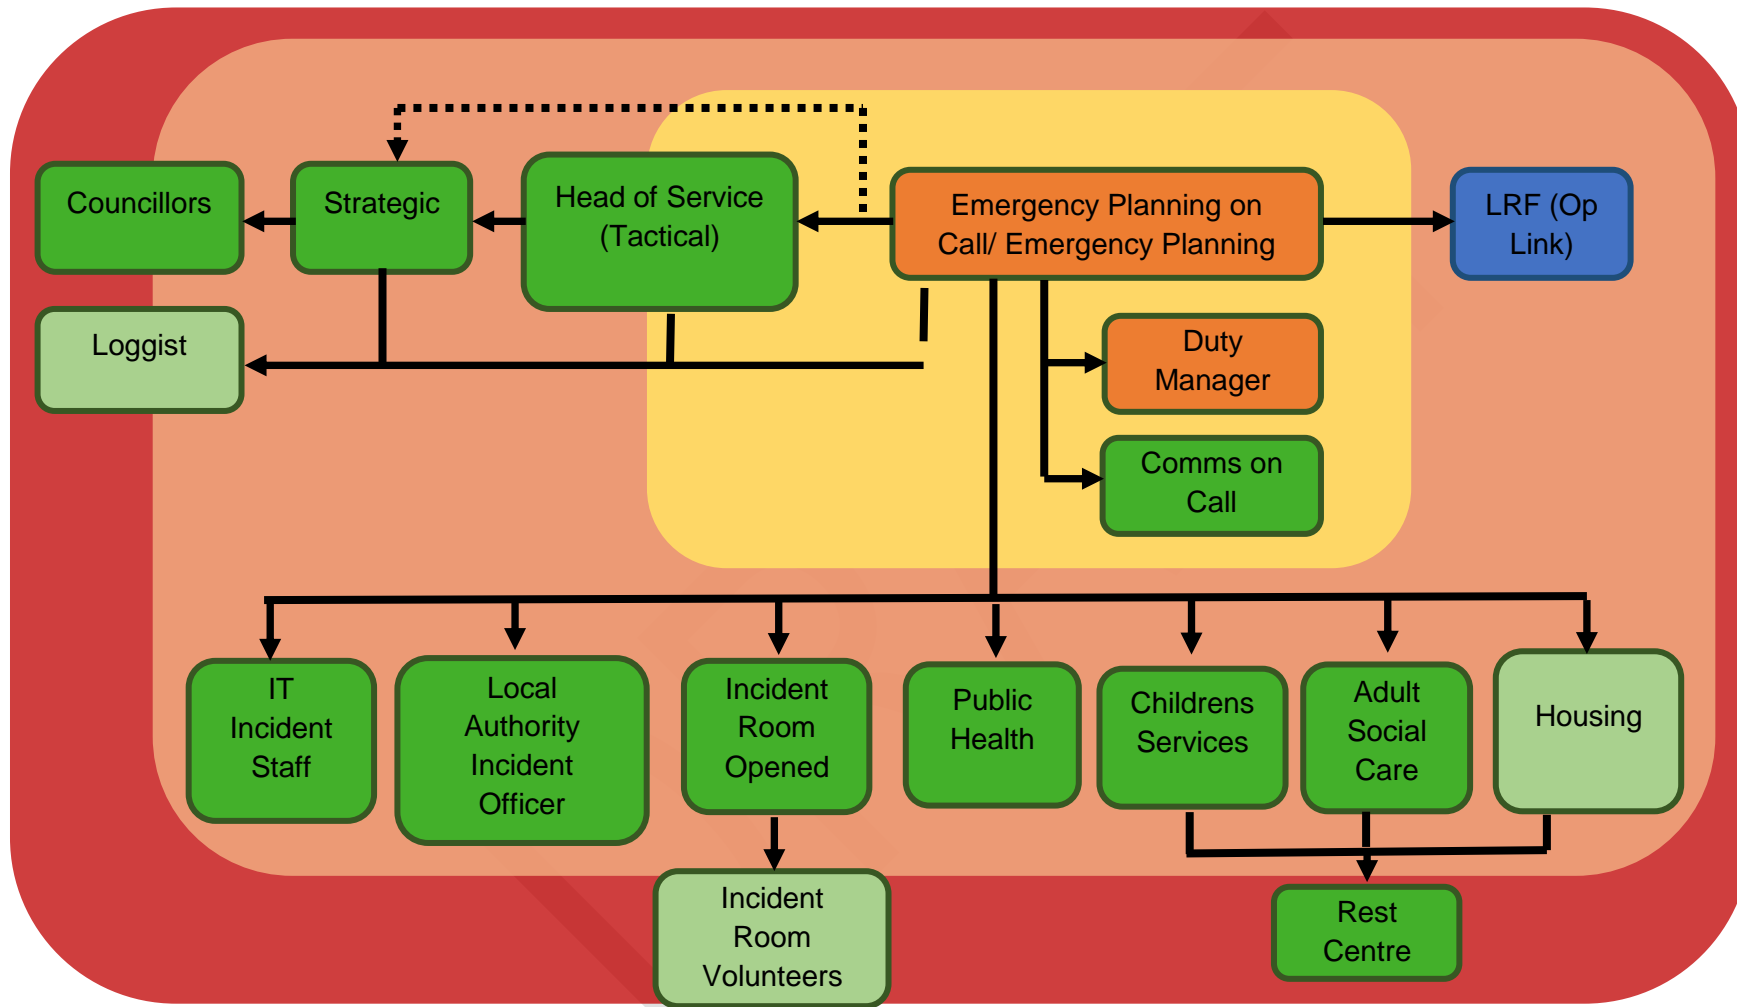 Councillors
Strategic
Head of Service
(Tactical)
Emergency Planning on
Call/ Emergency Planning
LRF (Op
Link)
Loggist
Duty
Manager
Comms on
Call
IT
Incident
Staff
Local
Authority
Incident
Officer
Incident
Room
Opened
Public
Health
Childrens
Services
Adult
Social
Care
Housing
Incident
Room
Volunteers
Rest
Centre